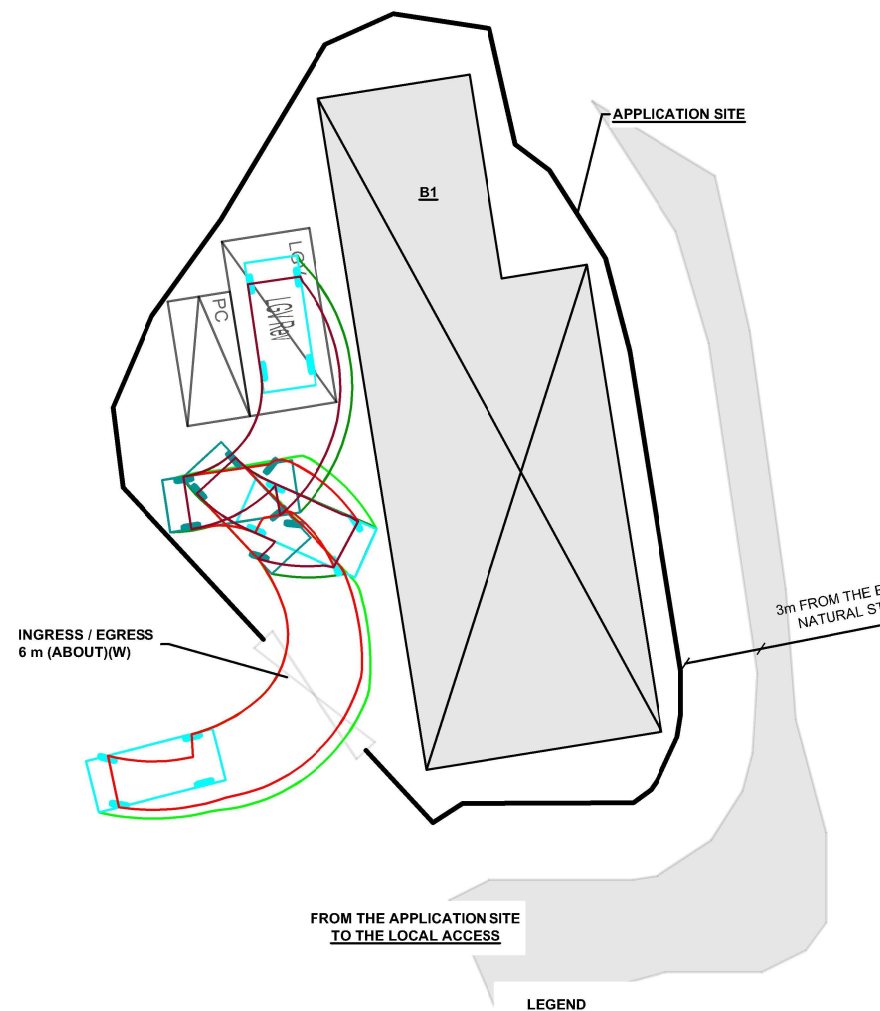 APPLICATION SITE
B1
LGV
LGV Rev
PC
3m FROM THE
NATURAL
INGRESS / EGRESS
6 m (ABOUT)(W)
FROM THE APPLICATION SITE
TO THE LOCAL ACCESS
LEGEND